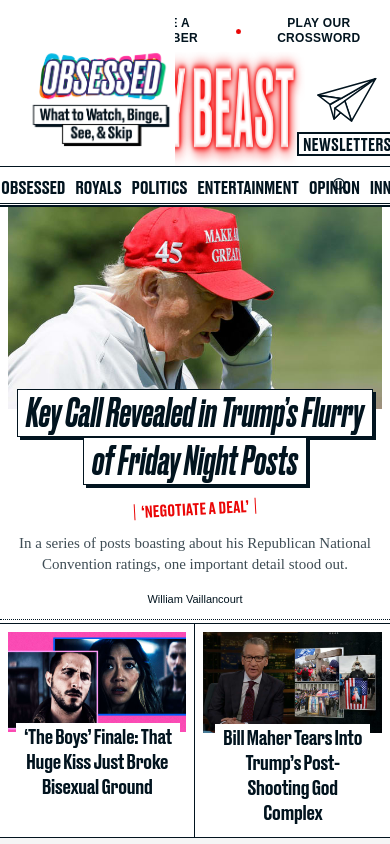 E A
BER
PLAY OUR
CROSSWORD
OBSESSED
What to Watch, Binge,
See, & Skip
Y BEAST
NEWSLETTERS
OBSESSED ROYALS POLITICS ENTERTAINMENT OPINION INN
45
MAKE A
GREA
Key Call Revealed in Trump’s Flurry
of Friday Night Posts
‘NEGOTIATE A DEAL’
In a series of posts boasting about his Republican National
Convention ratings, one important detail stood out.
William Vaillancourt
‘The Boys’ Finale: That
Huge Kiss Just Broke
Bisexual Ground
Bill Maher Tears Into
Trump’s Post-
Shooting God
Complex